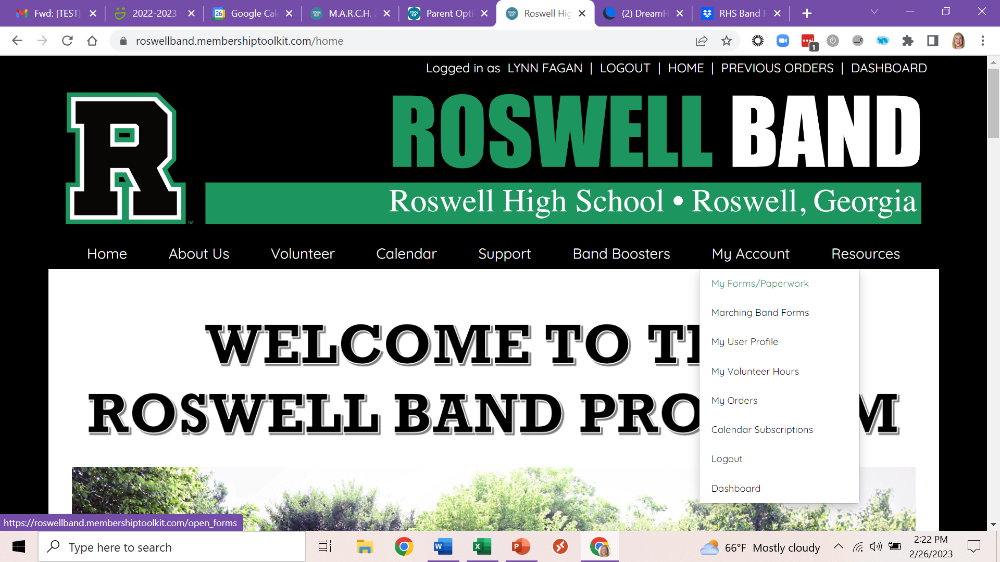 Fwd: [TEST]
2022-2023
Google Cal
M.A.R.C.H. 2
Parent Opti
Roswell Hig
(2) DreamH
RHS Band F
roswellband.membershiptoolkit.com/home
1
Logged in as LYNN FAGAN | LOGOUT | HOME | PREVIOUS ORDERS | DASHBOARD
R
TM
ROSWELL BAND
Roswell High School • Roswell, Georgia
Home About Us Volunteer Calendar Support Band Boosters My Account Resources
My Forms/Paperwork
Marching Band Forms
My User Profile
My Volunteer Hours
My Orders
Calendar Subscriptions
Logout
Dashboard
WELCOME TO T
ROSWELL BAND PRO M
https://roswellband.membershiptoolkit.com/open_forms
Type here to search
66°F Mostly cloudy
2:22 PM
2/26/2023